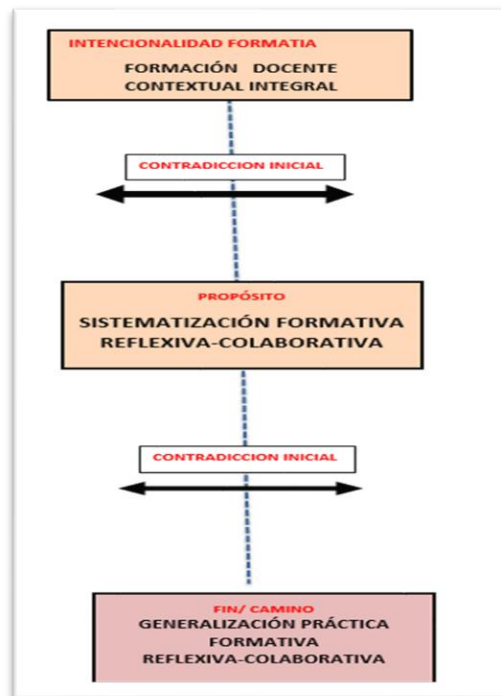 INTENCIONALIDAD FORMATIA
FORMACIÓN DOCENTE
CONTEXTUAL INTEGRAL
CONTRADICCION INICIAL
PROPÓSITO
SISTEMATIZACIÓN FORMATIVA
REFLEXIVA-COLABORATIVA
CONTRADICCION INICIAL
FIN/ CAMINO
GENERALIZACIÓN PRÁCTICA
FORMATIVA
REFLEXIVA-COLABORATIVA